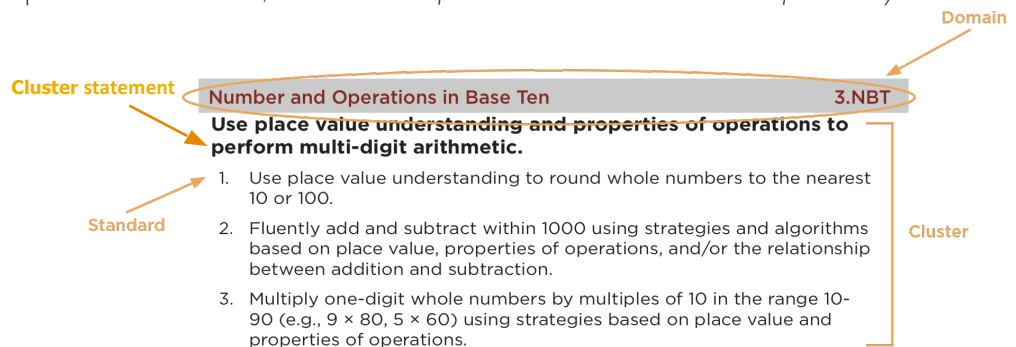 Domain
Cluster statement
Number and Operations in Base Ten 3.NBT
Use place value understanding and properties of operations to
perform multi-digit arithmetic.
1. Use place value understanding to round whole numbers to the nearest
10 or 100.
Standard
2. Fluently add and subtract within 1000 using strategies and algorithms
based on place value, properties of operations, and/or the relationship
between addition and subtraction.
Cluster
3. Multiply one-digit whole numbers by multiples of 10 in the range 10-
90 (e.g., 9 × 80, 5 × 60) using strategies based on place value and
properties of operations.